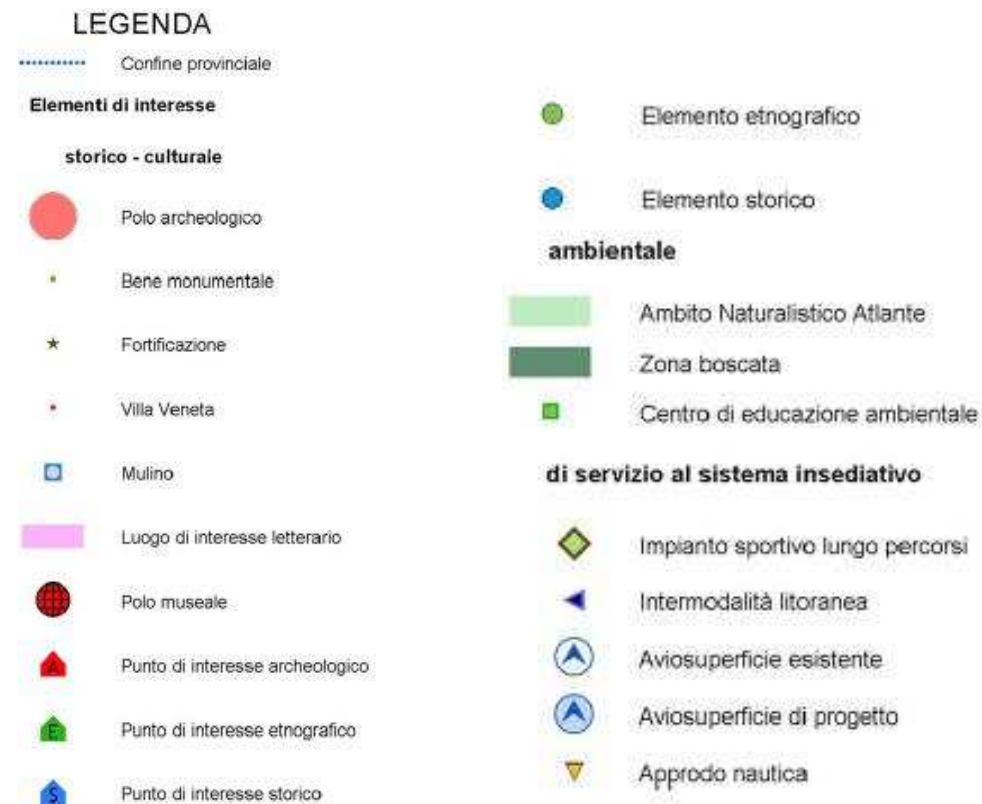 LEGENDA
Confine provinciale
Elementi di interesse
storico - culturale
Polo archeologico
Bene monumentale
Fortificazione
Villa Veneta
Mulino
Luogo di interesse letterario
Polo museale
A Punto di interesse archeologico
E Punto di interesse etnografico
S Punto di interesse storico
Elemento etnografico
Elemento storico
ambientale
Ambito Naturalistico Atlante
Zona boscata
Centro di educazione ambientale
di servizio al sistema insediativo
Impianto sportivo lungo percorsi
Intermodalità litoranea
Aviosuperficie esistente
Aviosuperficie di progetto
Approdo nautica